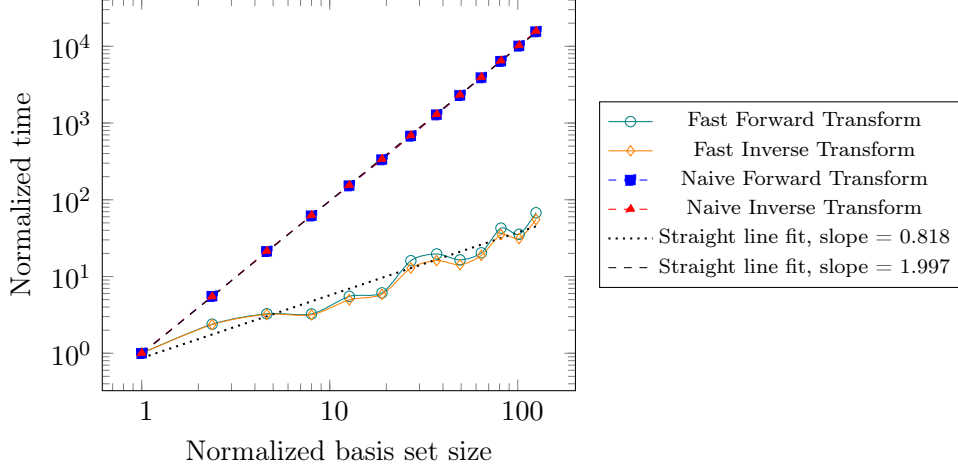 10^4
10^3
10^2
10^1
10^0
Normalized time
1
10
100
Normalized basis set size
Fast Forward Transform
Fast Inverse Transform
Naive Forward Transform
Naive Inverse Transform
Straight line fit, slope = 0.818
Straight line fit, slope = 1.997